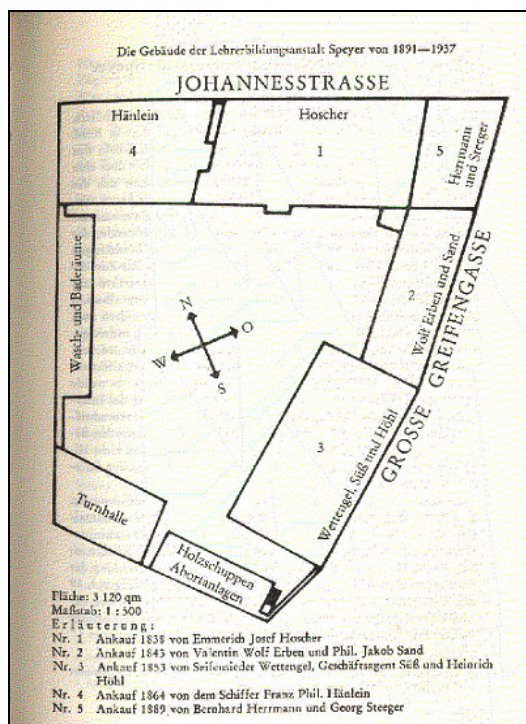 Die Gebäude der Lehrerbildungsanstalt Speyer von 1891—1937
JOHANNESSTRASSE
Hänlein
4
Hoscher
1
5
Herrmann
und Steeger
Wasch- und Baderäume
N
O
W
S
2
Wolf Erben und Sand
GROSSE GREIFENGASSE
3
Wettengel, Süß und Höhl
Turnhalle
Holzschuppen
Abortanlagen
Fläche: 3 120 qm
Maßstab: 1 : 500
Erläuterung:
Nr. 1 Ankauf 1838 von Emmerich Josef Hoscher
Nr. 2 Ankauf 1843 von Valentin Wolf Erben und Phil. Jakob Sand
Nr. 3 Ankauf 1853 von Seifensieder Wettengel, Geschäftsagent Süß und Heinrich
Höhl
Nr. 4 Ankauf 1864 von dem Schiffer Franz Phil. Hänlein
Nr. 5 Ankauf 1889 von Bernhard Herrmann und Georg Steeger